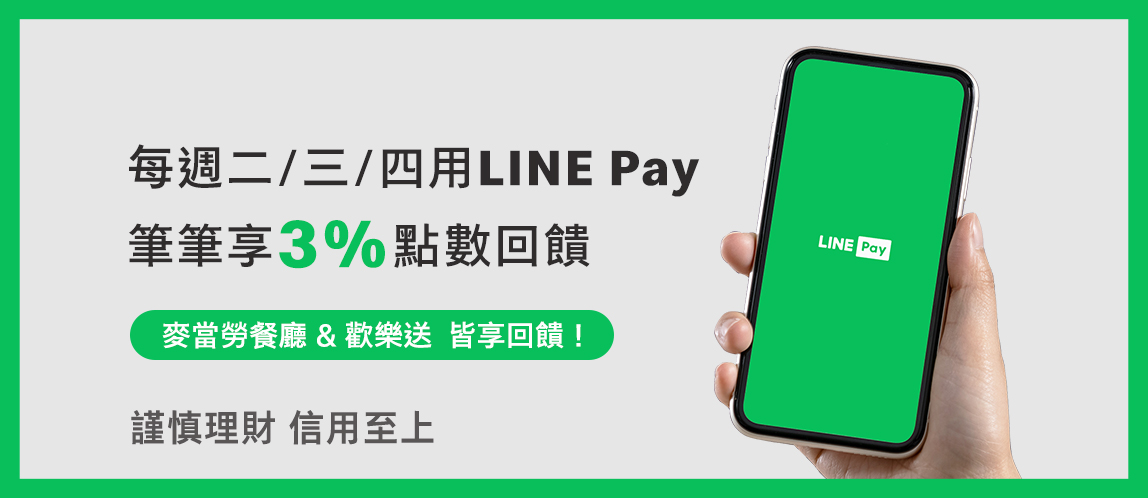 每週二/三/四用LINE Pay
筆筆享3%點數回饋
麥當勞餐廳 & 歡樂送 皆享回饋！
謹慎理財 信用至上
LINE Pay